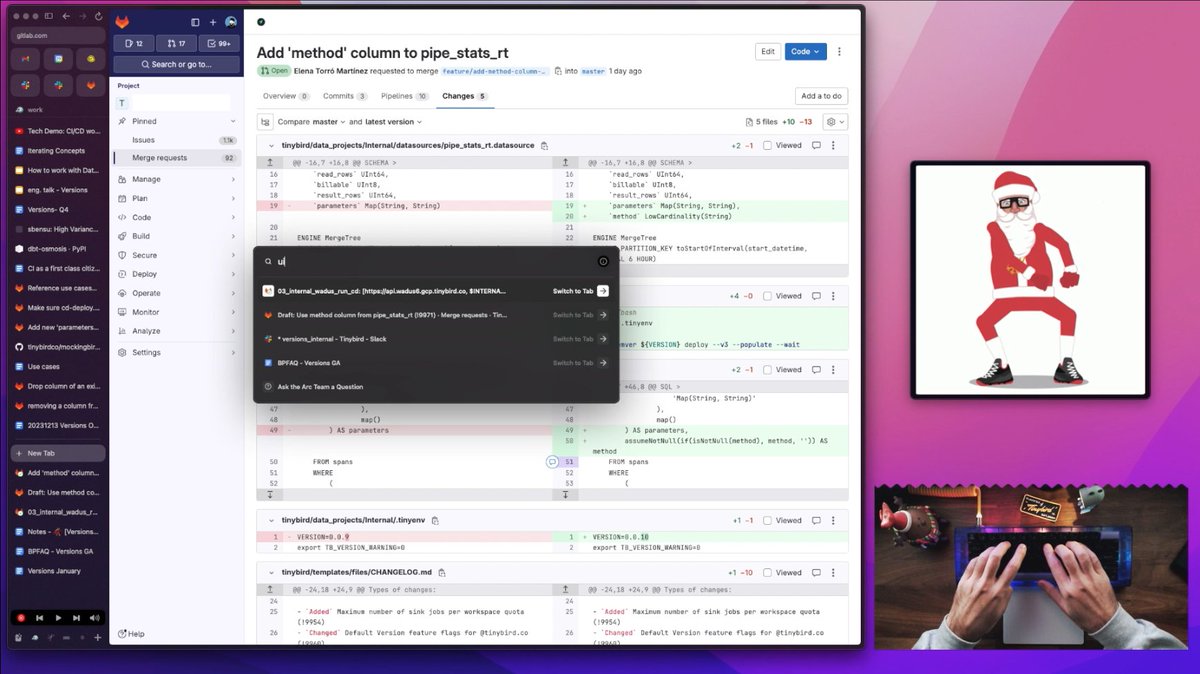 gitlab.com
work
Tech Demo: CI/CD wo...
Iterating Concepts
How to work with Dat...
eng. talk - Versions
Versions- Q4
sbensu: High Varianc...
dbt-osmosis · PyPI
CI as a first class citiz...
Reference use cases...
Make sure cd-deploy...
Add new 'parameters...
tinybirdco/mockingbir...
Use cases
Drop column of an exi...
removing a column fr...
20231213 Versions O...
New Tab
Add 'method' column...
Draft: Use method co...
03_internal_wadus_r...
Notes - [Versions...
BPFAQ - Versions GA
Versions January
12
17
99+
Search or go to...
Project
T
Pinned
Issues 1.1k
Merge requests 92
Manage
Plan
Code
Build
Secure
Deploy
Operate
Monitor
Analyze
Settings
Help
Add 'method' column to pipe_stats_rt
Edit
Code
Open Elena Torró Martínez requested to merge feature/add-method-column-… into master 1 day ago
Overview 0 Commits 3 Pipelines 10 Changes 5
Add a to do
Compare master and latest version
5 files +10 −13
tinybird/data_projects/Internal/datasources/pipe_stats_rt.datasource
+2 −1 Viewed
@@ -16,7 +16,8 @@ SCHEMA >
@@ -16,7 +16,8 @@ SCHEMA >
16 `read_rows` UInt64,
16 `read_rows` UInt64,
17 `billable` UInt8,
17 `billable` UInt8,
18 `result_rows` UInt64,
18 `result_rows` UInt64,
19 - `parameters` Map(String, String)
19 + `parameters` Map(String, String),
20 + `method` LowCardinality(String)
20
21
21 ENGINE MergeTree
22 ENGINE MergeTree
PARTITION_KEY toStartOfInterval(start_datetime,
6 HOUR)
ui
03_internal_wadus_run_cd: [https://api.wadus6.gcp.tinybird.co, $INTERNA...
Switch to Tab
Draft: Use method column from pipe_stats_rt (!9971) · Merge requests · Tin...
Switch to Tab
* versions_internal - Tinybird - Slack
Switch to Tab
BPFAQ - Versions GA
Switch to Tab
Ask the Arc Team a Question
+4 −0 Viewed
.tinyenv
${VERSION} deploy --v3 --populate --wait
+2 −1 Viewed
+46,8 @@ SQL >
'Map(String, String)'
47 ),
47 ),
48 map()
48 map()
49 - ) AS parameters
49 + ) AS parameters,
50 + assumeNotNull(if(isNotNull(method), method, '')) AS
method
50 FROM spans
51 FROM spans
51 WHERE
52 WHERE
52 (
53 (
tinybird/data_projects/Internal/.tinyenv
+1 −1 Viewed
1 - VERSION=0.0.9
1 + VERSION=0.0.10
2 export TB_VERSION_WARNING=0
2 export TB_VERSION_WARNING=0
tinybird/templates/files/CHANGELOG.md
+1 −10 Viewed
@@ -24,18 +24,9 @@ Types of changes:
@@ -24,18 +24,9 @@ Types of changes:
24
24
25 - `Added` Maximum number of sink jobs per workspace quota
(!9954)
25 - `Added` Maximum number of sink jobs per workspace quota
(!9954)
26 - `Changed` Default Version feature flags for @tinybird.co
(!9960)
26 - `Changed` Default Version feature flags for @tinybird.co
(!9960)
Tinybird